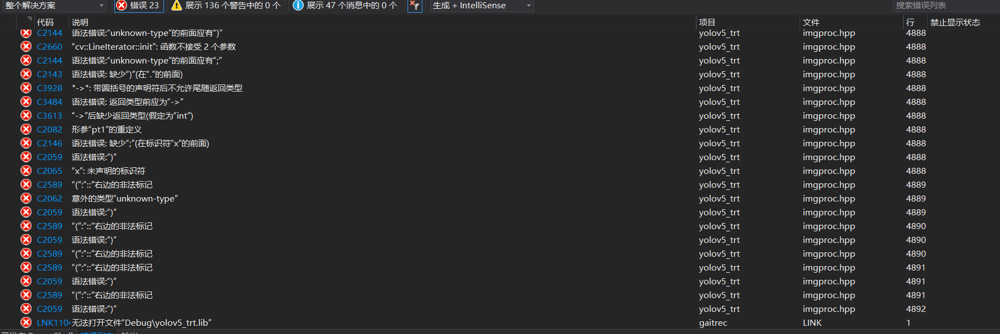 整个解决方案 错误 23 展示 136 个警告中的 0 个 展示 47 个消息中的 0 个 生成 + IntelliSense 搜索错误列表
代码 说明 项目 文件 行 禁止显示状态
C2144 语法错误:“unknown-type”的前面应有“)” yolov5_trt imgproc.hpp 4888
C2660 “cv::LineIterator::init”: 函数不接受 2 个参数 yolov5_trt imgproc.hpp 4888
C2144 语法错误:“unknown-type”的前面应有“;” yolov5_trt imgproc.hpp 4888
C2143 语法错误: 缺少“)”(在“.”的前面) yolov5_trt imgproc.hpp 4888
C3928 "->": 带圆括号的声明符后不允许尾随返回类型 yolov5_trt imgproc.hpp 4888
C3484 语法错误: 返回类型前应为“->” yolov5_trt imgproc.hpp 4888
C3613 “->”后缺少返回类型(假定为“int”) yolov5_trt imgproc.hpp 4888
C2082 形参“pt1”的重定义 yolov5_trt imgproc.hpp 4888
C2146 语法错误: 缺少“;”(在标识符“x”的前面) yolov5_trt imgproc.hpp 4888
C2059 语法错误:“)” yolov5_trt imgproc.hpp 4888
C2065 “x”: 未声明的标识符 yolov5_trt imgproc.hpp 4888
C2589 “(”:“::”右边的非法标记 yolov5_trt imgproc.hpp 4889
C2062 意外的类型“unknown-type” yolov5_trt imgproc.hpp 4889
C2059 语法错误:“)” yolov5_trt imgproc.hpp 4889
C2589 “(”:“::”右边的非法标记 yolov5_trt imgproc.hpp 4890
C2059 语法错误:“)” yolov5_trt imgproc.hpp 4890
C2589 “(”:“::”右边的非法标记 yolov5_trt imgproc.hpp 4890
C2589 “(”:“::”右边的非法标记 yolov5_trt imgproc.hpp 4891
C2059 语法错误:“)” yolov5_trt imgproc.hpp 4891
C2589 “(”:“::”右边的非法标记 yolov5_trt imgproc.hpp 4891
C2059 语法错误:“)” yolov5_trt imgproc.hpp 4892
LNK110 无法打开文件“Debug\yolov5_trt.lib” gaitrec LINK 1